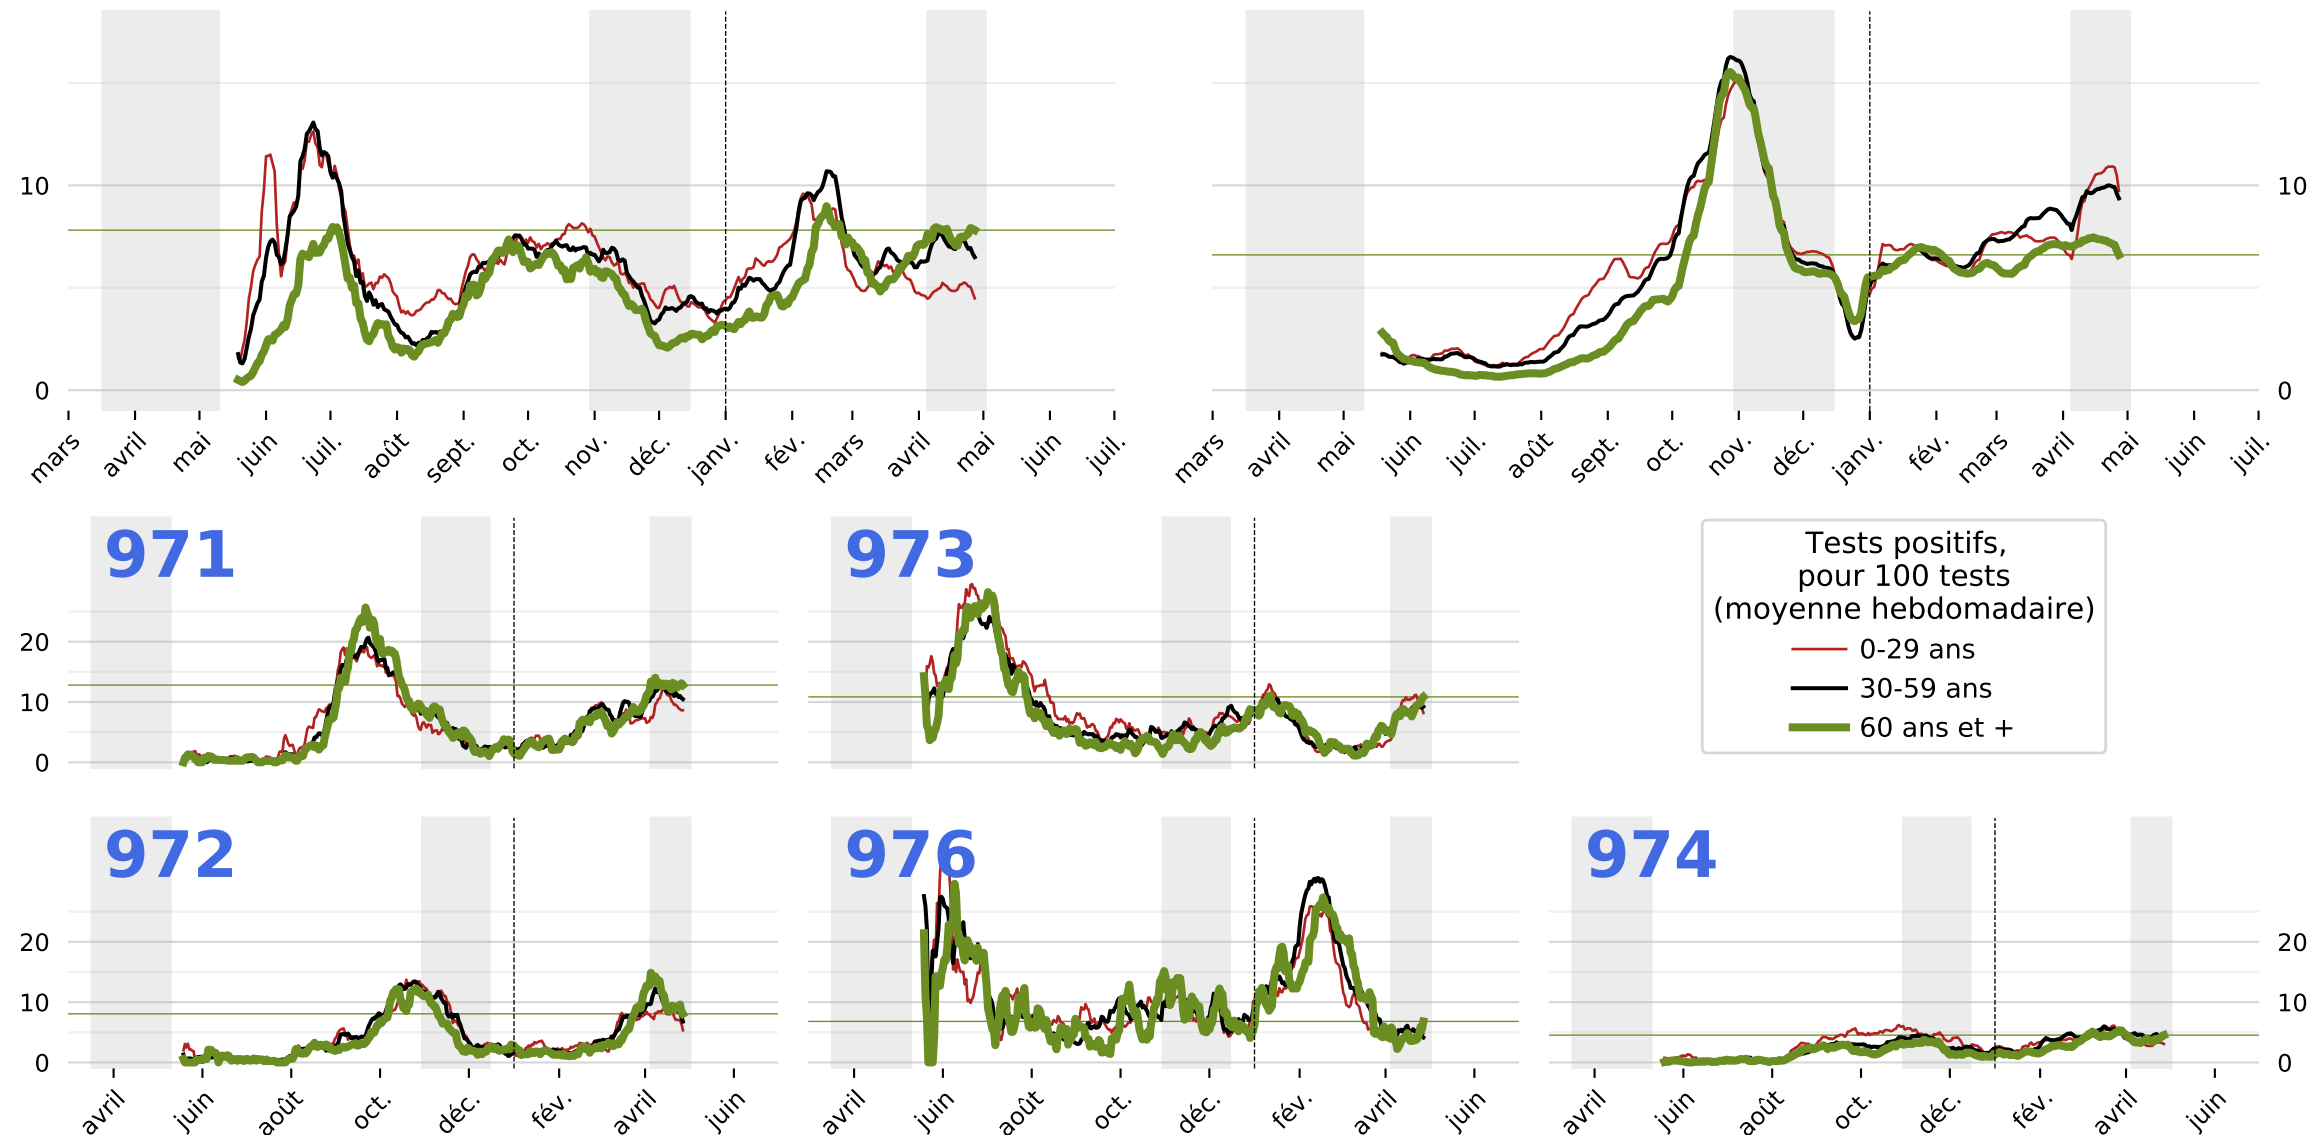 10
0
mars avril mai juin juil. août sept. oct. nov. déc. janv. fév. mars avril mai juin juil.
10
0
mars avril mai juin juil. août sept. oct. nov. déc. janv. fév. mars avril mai juin juil.
971
20
10
0
973
Tests positifs,
pour 100 tests
(moyenne hebdomadaire)
0-29 ans
30-59 ans
60 ans et +
972
20
10
0
avril juin août oct. déc. fév. avril juin
976
avril juin août oct. déc. fév. avril juin
974
20
10
0
avril juin août oct. déc. fév. avril juin